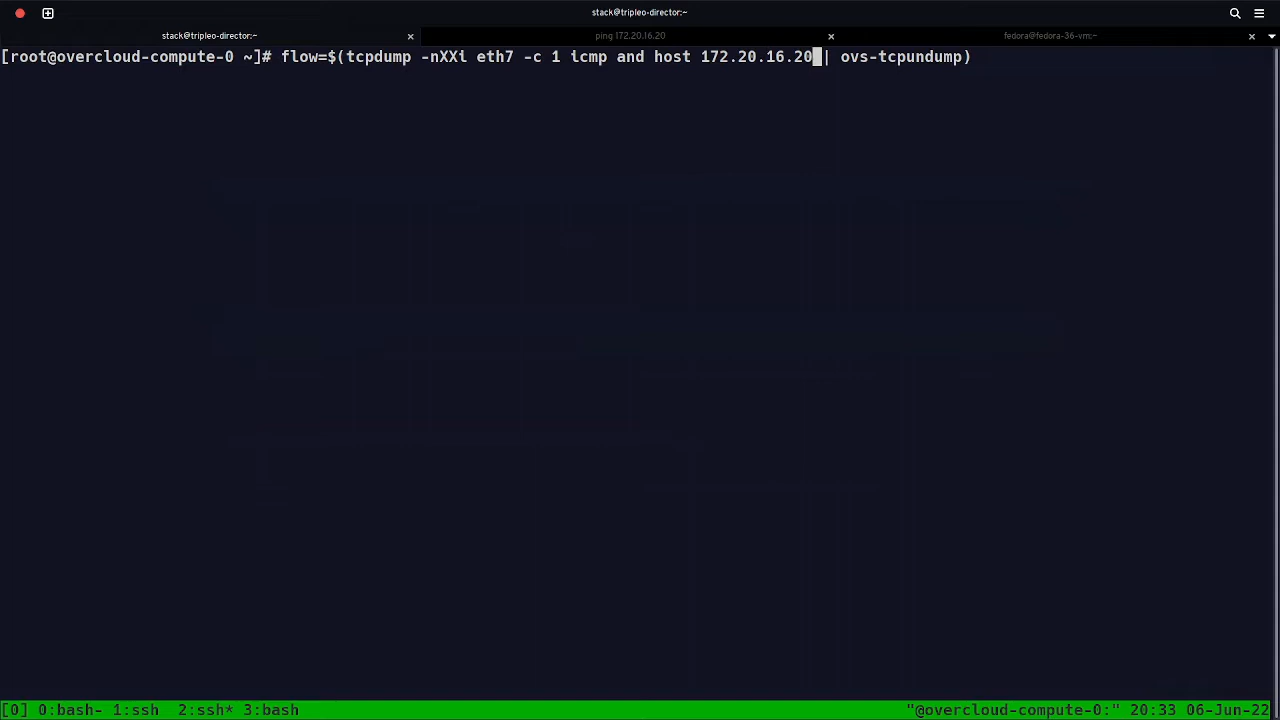 stack@tripleo-director:~
stack@tripleo-director:~ ping 172.20.16.20 fedora@fedora-36-vm:~
[root@overcloud-compute-0 ~]# flow=$(tcpdump -nXXi eth7 -c 1 icmp and host 172.20.16.20 | ovs-tcpundump)
[0] 0:bash- 1:ssh 2:ssh* 3:bash "@overcloud-compute-0:" 20:33 06-Jun-22